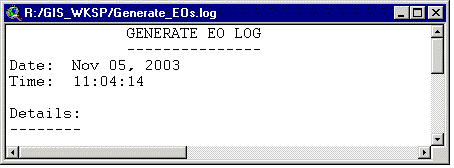 R:/GIS_WKSP/Generate_EOs.log
GENERATE EO LOG
---------------
Date:  Nov 05, 2003
Time:  11:04:14
Details:
--------